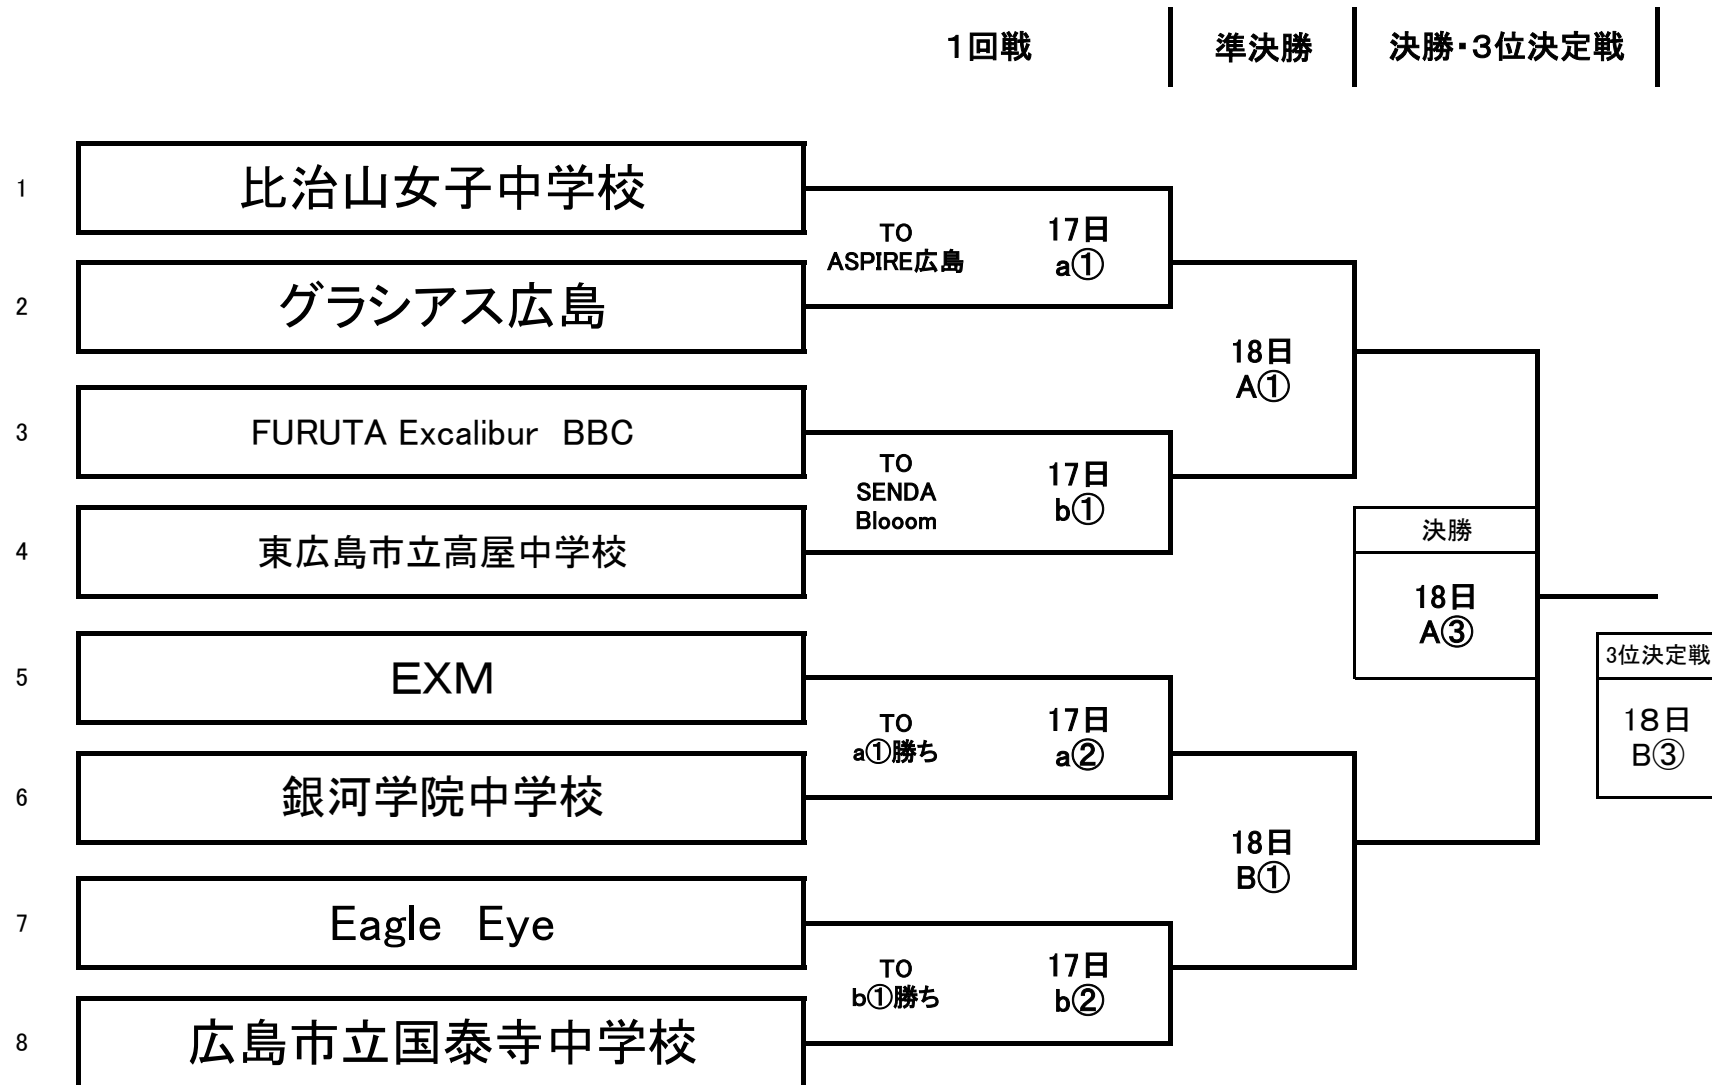 1回戦
準決勝
決勝・3位決定戦
1
比治山女子中学校
TO
ASPIRE広島
17日
a①
2
グラシアス広島
18日
A①
3
FURUTA Excalibur BBC
TO
SENDA
Blooom
17日
b①
4
東広島市立高屋中学校
決勝
18日
A③
5
EXM
TO
a①勝ち
17日
a②
3位決定戦
18日
B③
6
銀河学院中学校
18日
B①
7
Eagle Eye
TO
b①勝ち
17日
b②
8
広島市立国泰寺中学校